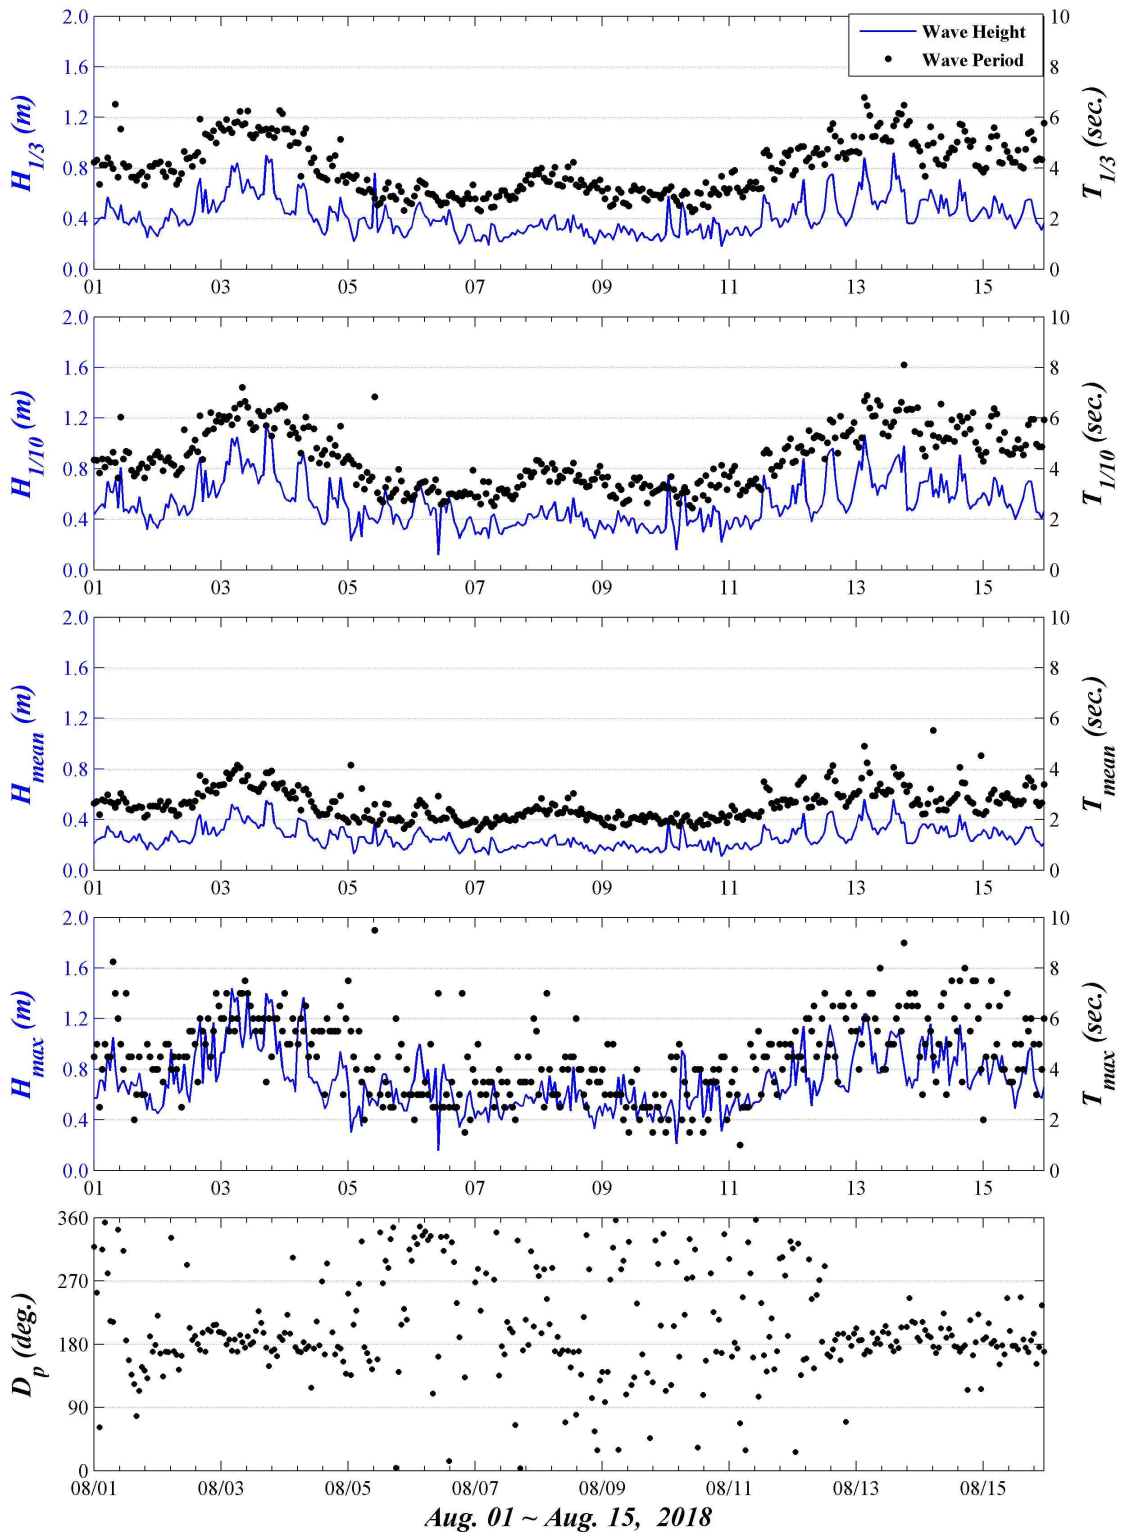 2.0 10
Wave Height
1.6 8
Wave Period
1.2 6
H1/3 (m) T1/3 (sec.)
0.8 4
0.4 2
0.0 0
01 03 05 07 09 11 13 15
2.0 10
1.6 8
1.2 6
H1/10 (m) T1/10 (sec.)
0.8 4
0.4 2
0.0 0
01 03 05 07 09 11 13 15
2.0 10
1.6 8
1.2 6
Hmean (m) Tmean (sec.)
0.8 4
0.4 2
0.0 0
01 03 05 07 09 11 13 15
2.0 10
1.6 8
1.2 6
Hmax (m) Tmax (sec.)
0.8 4
0.4 2
0.0 0
01 03 05 07 09 11 13 15
360
270
Dp (deg.)
180
90
0
08/01 08/03 08/05 08/07 08/09 08/11 08/13 08/15
Aug. 01 ~ Aug. 15, 2018